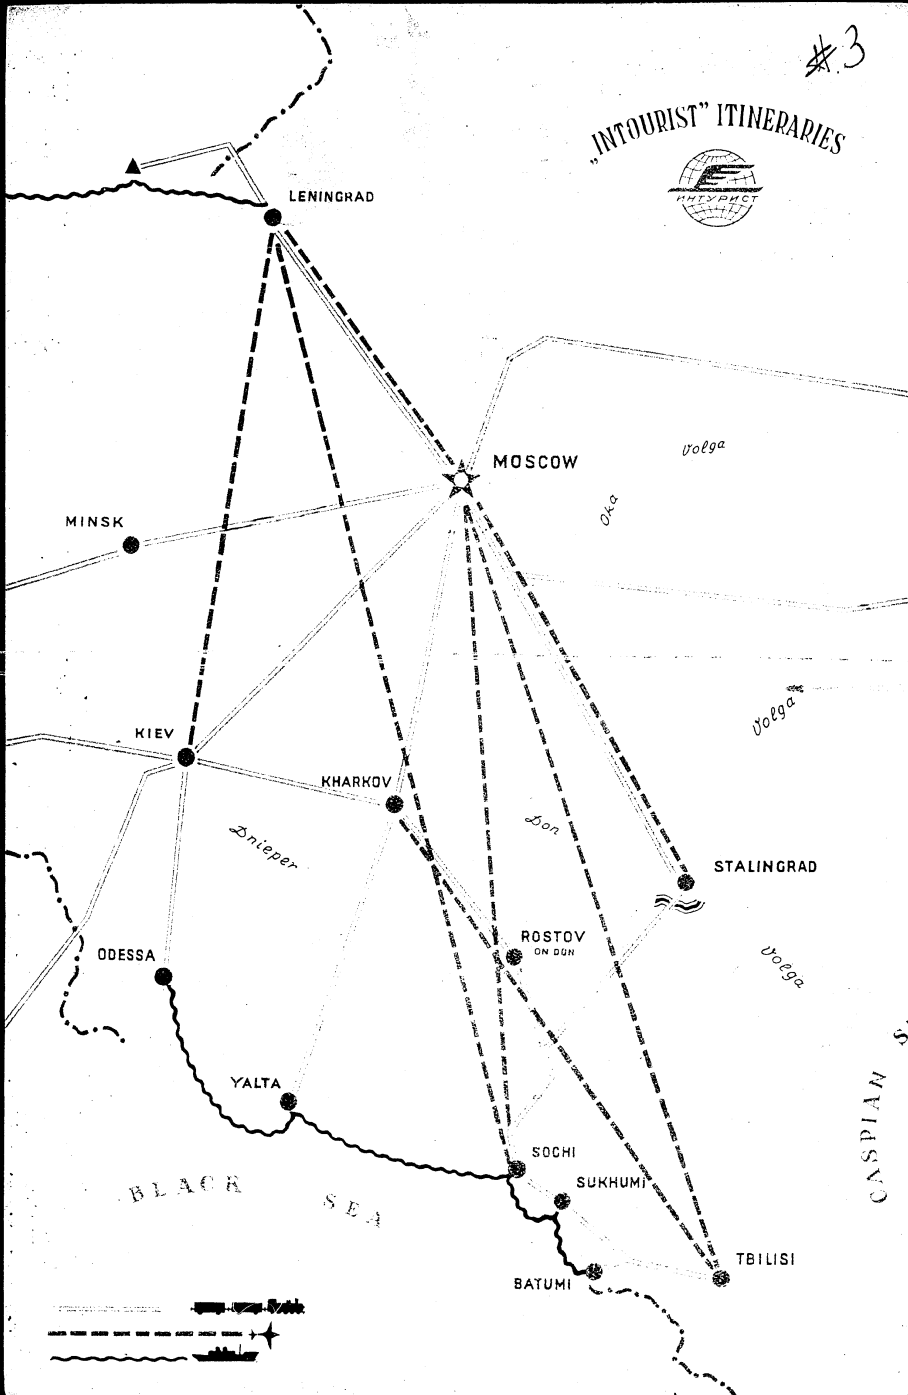 #.3
„INTOURIST” ITINERARIES
ИНТУРИСТ
LENINGRAD
MOSCOW
Volga
Oka
MINSK
Volga
KIEV
KHARKOV
Dnieper
Don
STALINGRAD
ROSTOV
ON DON
Volga
ODESSA
YALTA
CASPIAN S
SOCHI
SUKHUMI
BLACK SEA
TBILISI
BATUMI